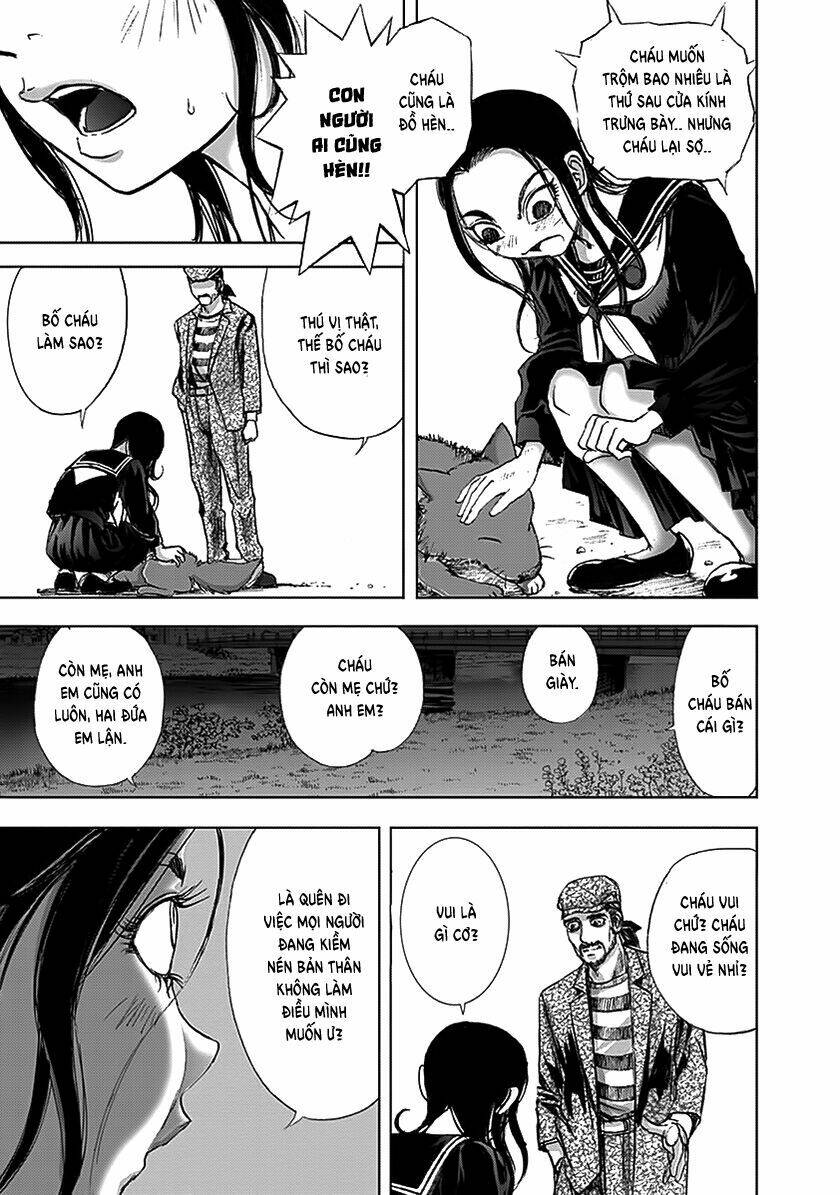 CHÁU MUỐN
TRỘM BAO NHIÊU LÀ
THỨ SAU CỬA KÍNH
TRƯNG BÀY.. NHƯNG
CHÁU LẠI SỢ..
CHÁU
CŨNG LÀ
ĐỒ HÈN..
CON
NGƯỜI
AI CŨNG
HÈN!!
THÚ VỊ THẬT,
THẾ BỐ CHÁU
THÌ SAO?
BỐ CHÁU
LÀM SAO?
BỐ
CHÁU BÁN
CÁI GÌ?
BÁN
GIÀY.
CHÁU
CÒN MẸ CHỨ?
ANH EM?
CÒN MẸ, ANH
EM CŨNG CÓ
LUÔN, HAI ĐỨA
EM LẬN.
CHÁU VUI
CHỨ? CHÁU
ĐANG SỐNG
VUI VẺ NHỈ?
VUI LÀ
GÌ CƠ?
LÀ QUÊN ĐI
VIỆC MỌI NGƯỜI
ĐANG KIỀM
NÉN BẢN THÂN
KHÔNG LÀM
ĐIỀU MÌNH
MUỐN Ư?